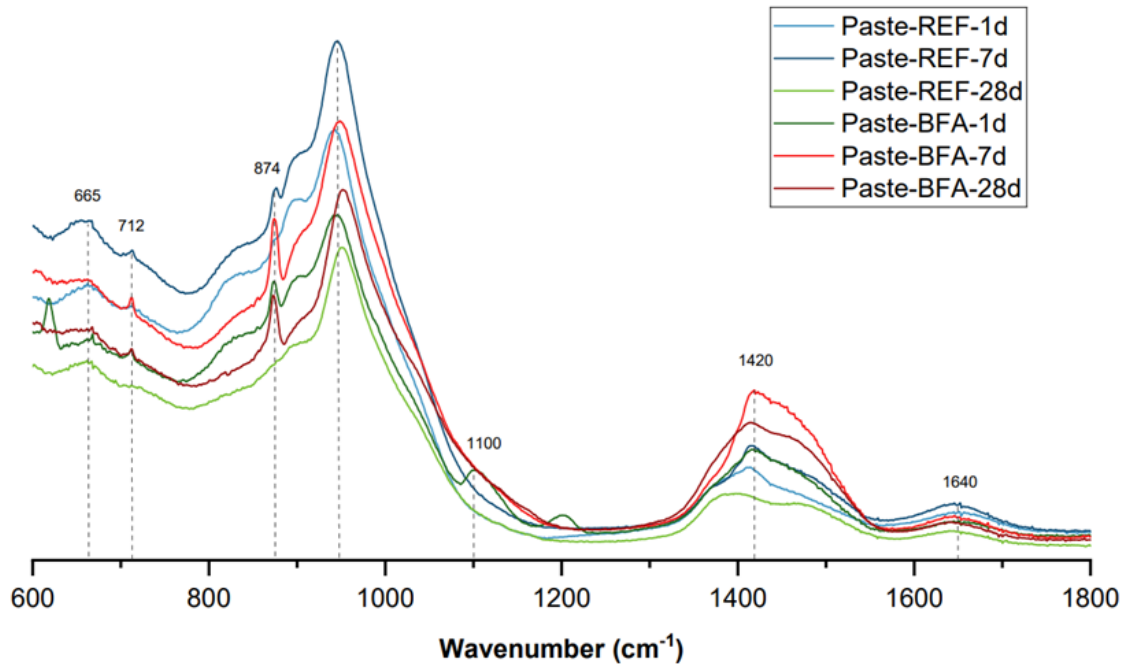 Paste-REF-1d
Paste-REF-7d
Paste-REF-28d
Paste-BFA-1d
Paste-BFA-7d
Paste-BFA-28d
665
712
874
1100
1420
1640
600 800 1000 1200 1400 1600 1800
Wavenumber (cm⁻¹)